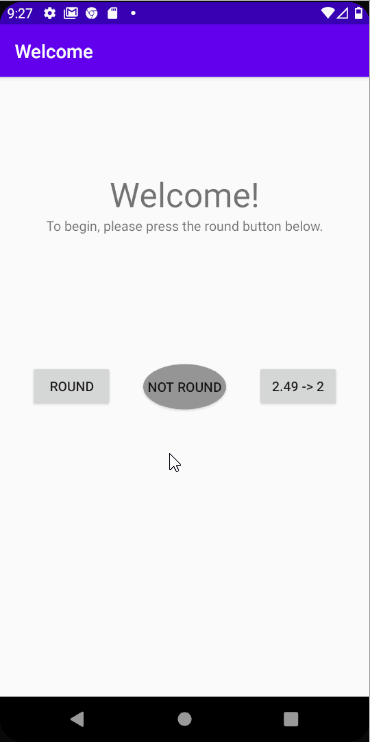 9:27
Welcome
Welcome!
To begin, please press the round button below.
ROUND
NOT ROUND
2.49 -> 2